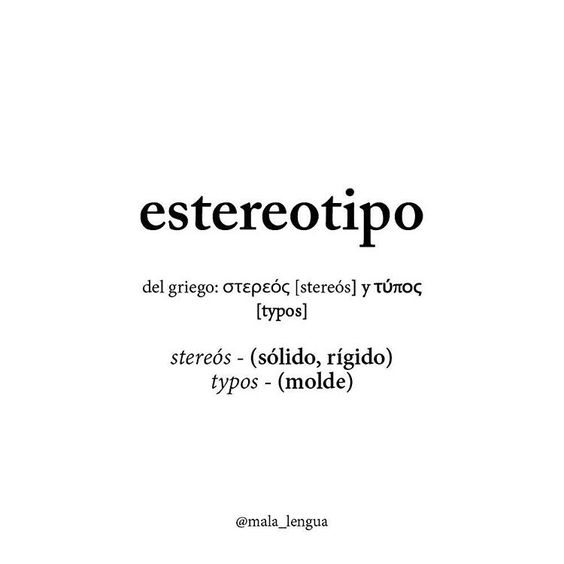 estereotipo
del griego: στερεός [stereós] y τύπος
[typos]
stereós - (sólido, rígido)
typos - (molde)
@mala_lengua